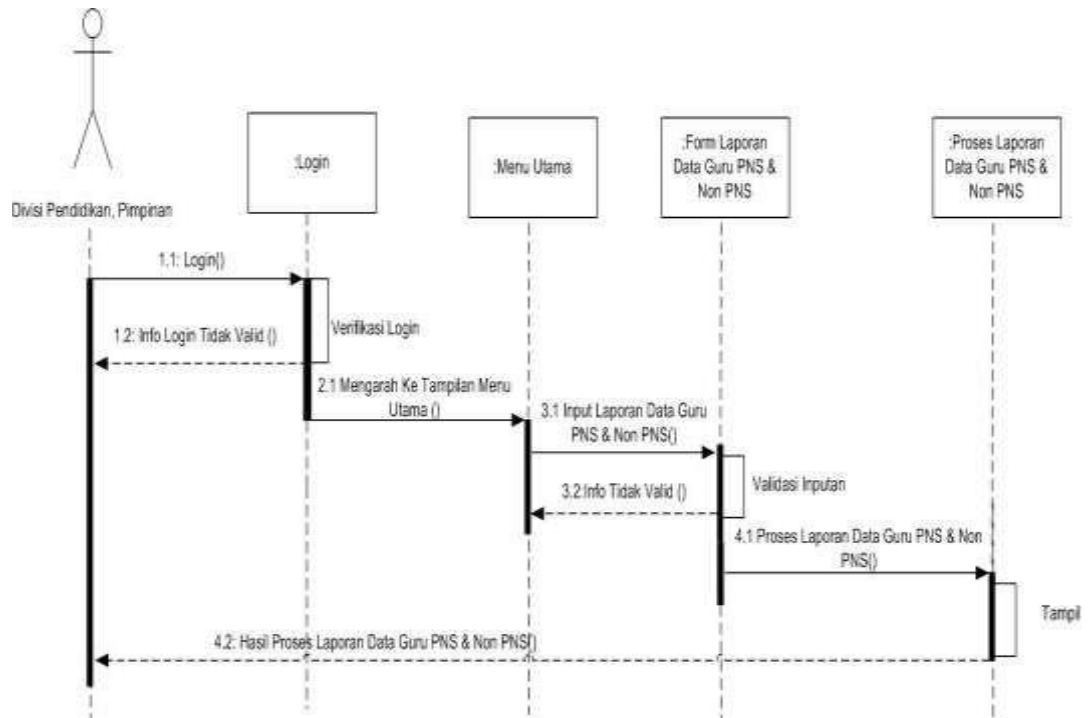 :Login
:Menu Utama
:Form Laporan
Data Guru PNS &
Non PNS
:Proses Laporan
Data Guru PNS &
Non PNS
Divisi Pendidikan, Pimpinan
1.1: Login()
Verifikasi Login
1.2: Info Login Tidak Valid ()
2.1 Mengarah Ke Tampilan Menu
Utama ()
3.1 Input Laporan Data Guru
PNS & Non PNS()
Validasi Inputan
3.2:Info Tidak Valid ()
4.1 Proses Laporan Data Guru PNS & Non
PNS()
Tampil
4.2: Hasil Proses Laporan Data Guru PNS & Non PNS()